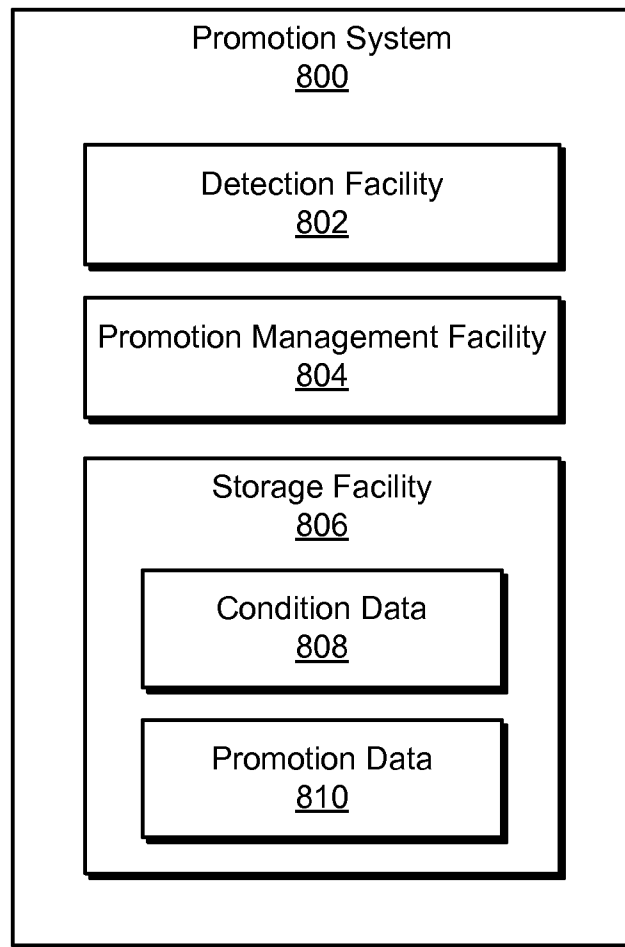 Promotion System
800
Detection Facility
802
Promotion Management Facility
804
Storage Facility
806
Condition Data
808
Promotion Data
810